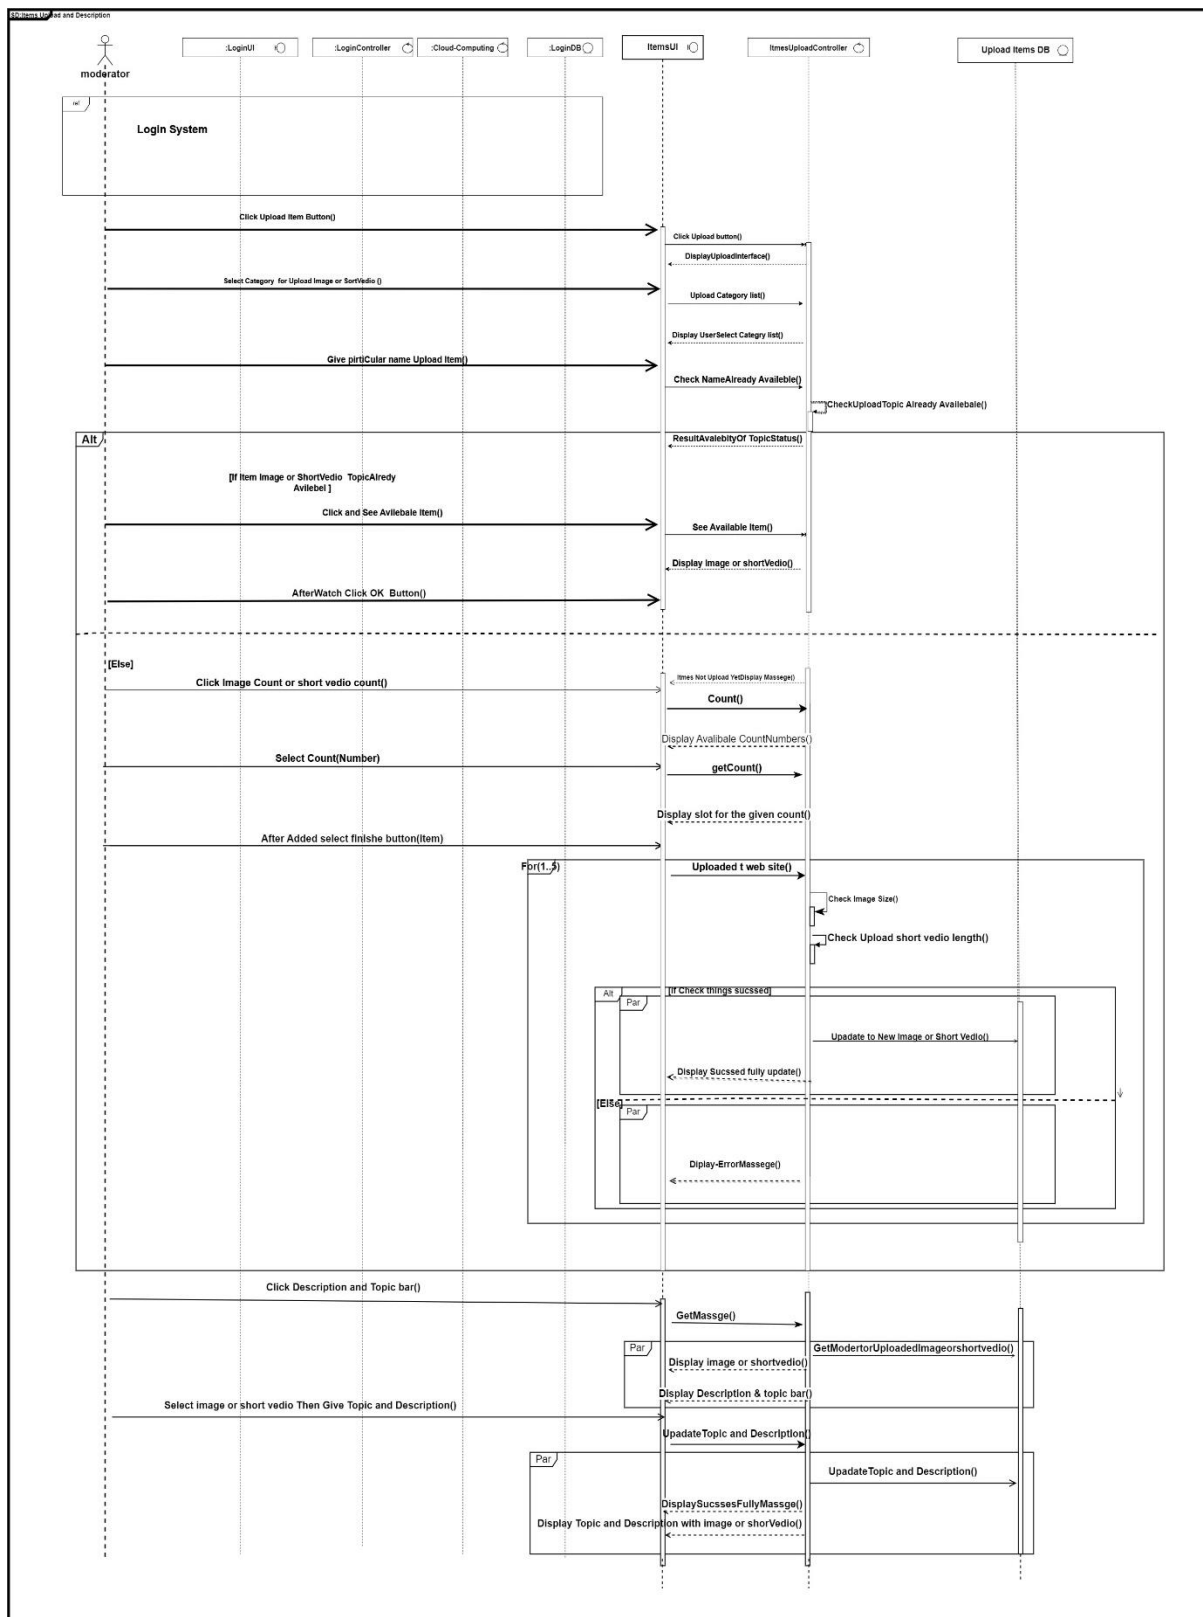 SD:Items Upload and Description
moderator
:LoginUI
:LoginController
:Cloud-Computing
:LoginDB
ItemsUI
ItmesUploadController
Upload Items DB
ref
Login System
Click Upload Item Button()
Click Upload button()
DisplayUploadInterface()
Select Category for Upload Image or SortVedio ()
Upload Category list()
Display UserSelect Categry list()
Give pirtiCular name Upload Item()
Check NameAlready Availeble()
CheckUploadTopic Already Availebale()
Alt
ResultAvalebityOf TopicStatus()
[If Item Image or ShortVedio TopicAlredy
Avilebel ]
Click and See Avilebale Item()
See Available Item()
Display Image or shortVedio()
AfterWatch Click OK Button()
[Else]
Itmes Not Upload YetDisplay Massege()
Click Image Count or short vedio count()
Count()
Display Avalibale CountNumbers()
Select Count(Number)
getCount()
Display slot for the given count()
After Added select finishe button(Item)
For(1..5)
Uploaded t web site()
Check Image Size()
Check Upload short vedio length()
Alt
[If Check things sucssed]
Par
Upadate to New Image or Short Vedio()
Display Sucssed fully update()
[Else]
Par
Diplay-ErrorMassege()
Click Description and Topic bar()
GetMassge()
Par
GetModertorUploadedImageorshortvedio()
Display image or shortvedio()
Display Description & topic bar()
Select image or short vedio Then Give Topic and Description()
UpadateTopic and Description()
Par
UpadateTopic and Description()
DisplaySucssesFullyMassge()
Display Topic and Description with image or shorVedio()